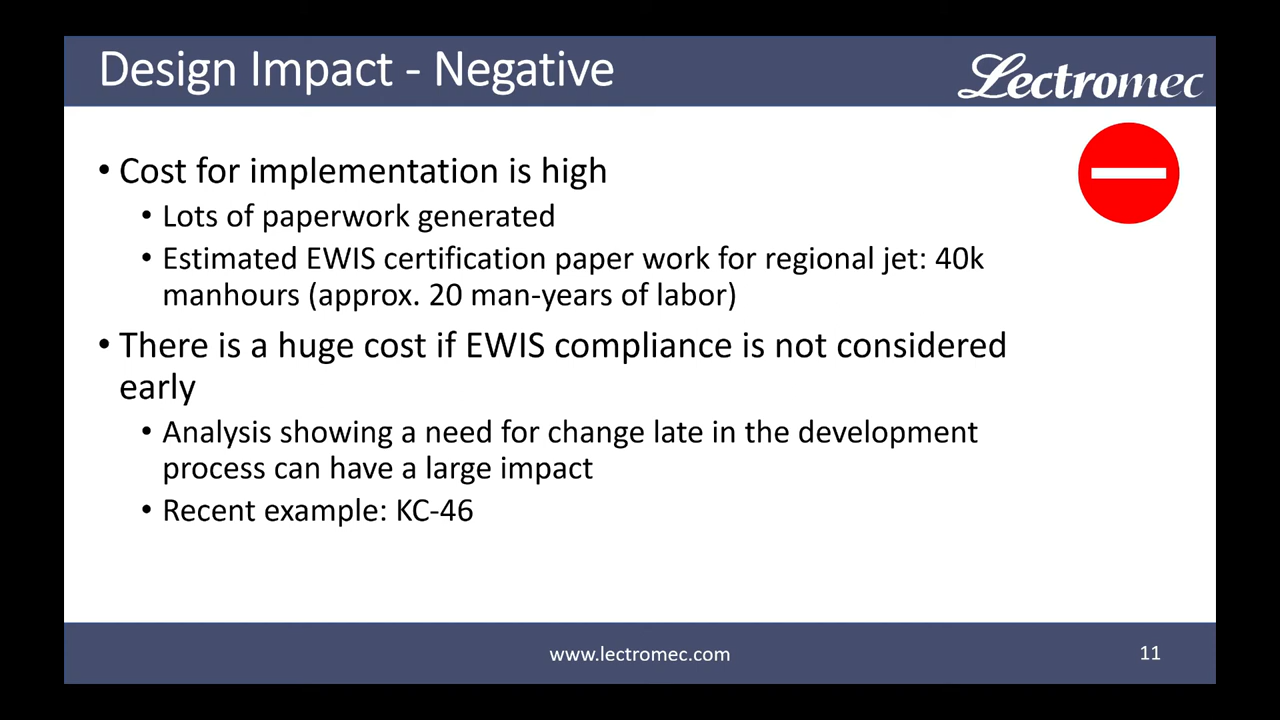 Design Impact - Negative
Lectromec
• Cost for implementation is high
• Lots of paperwork generated
• Estimated EWIS certification paper work for regional jet: 40k
manhours (approx. 20 man-years of labor)
• There is a huge cost if EWIS compliance is not considered
early
• Analysis showing a need for change late in the development
process can have a large impact
• Recent example: KC-46
www.lectromec.com
11